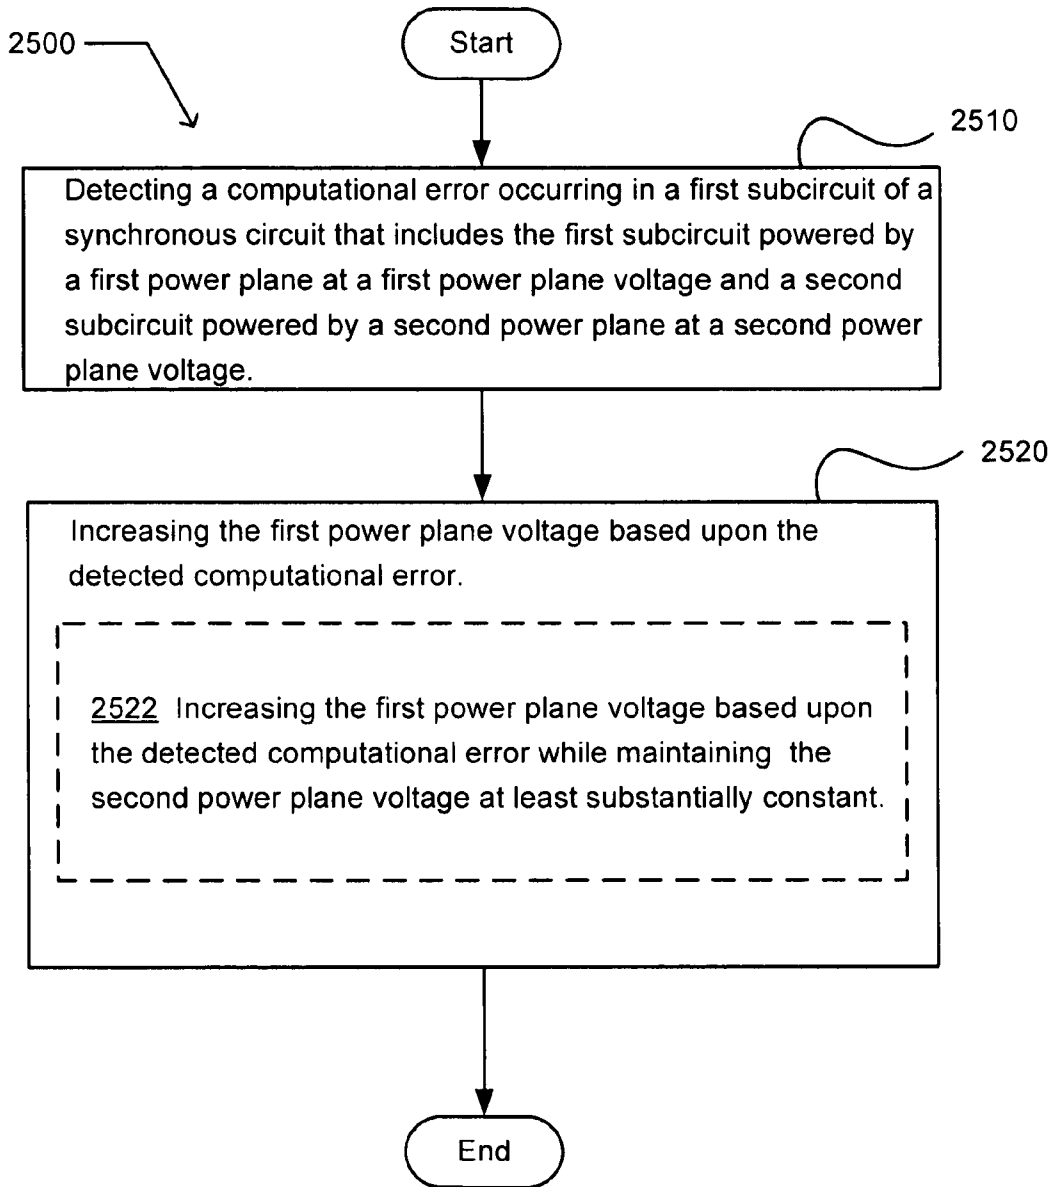 2500
Start
2510
Detecting a computational error occurring in a first subcircuit of a
synchronous circuit that includes the first subcircuit powered by
a first power plane at a first power plane voltage and a second
subcircuit powered by a second power plane at a second power
plane voltage.
2520
Increasing the first power plane voltage based upon the
detected computational error.
2522 Increasing the first power plane voltage based upon
the detected computational error while maintaining the
second power plane voltage at least substantially constant.
End